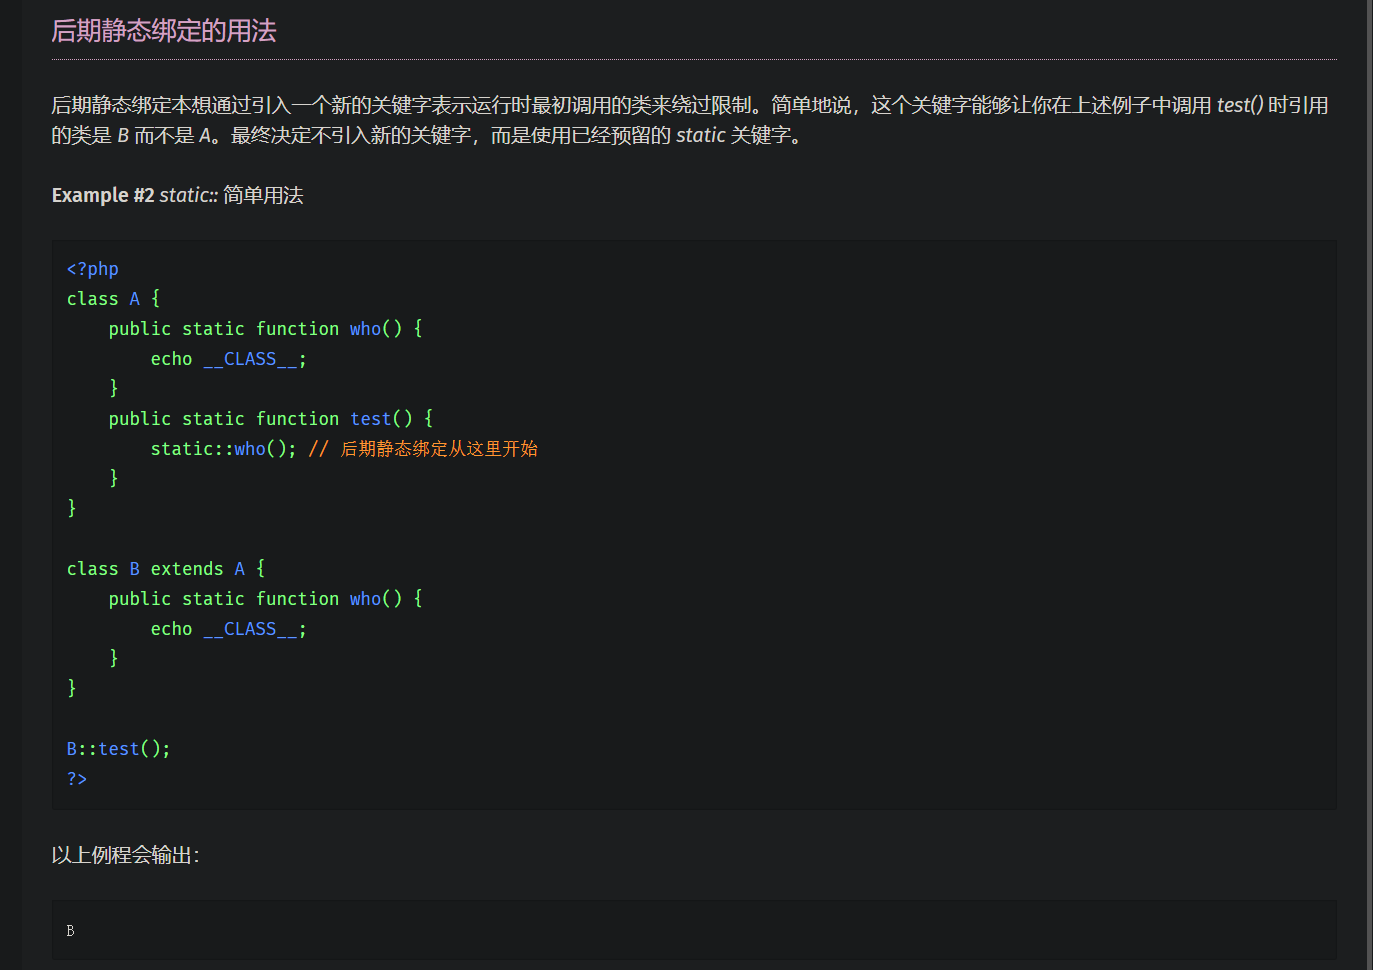 后期静态绑定的用法
后期静态绑定本想通过引入一个新的关键字表示运行时最初调用的类来绕过限制。简单地说，这个关键字能够让你在上述例子中调用 test() 时引用
的类是 B 而不是 A。最终决定不引入新的关键字，而是使用已经预留的 static 关键字。
Example #2 static:: 简单用法
<?php
class A {
    public static function who() {
        echo __CLASS__;
    }
    public static function test() {
        static::who(); // 后期静态绑定从这里开始
    }
}
class B extends A {
    public static function who() {
        echo __CLASS__;
    }
}
B::test();
?>
以上例程会输出：
B